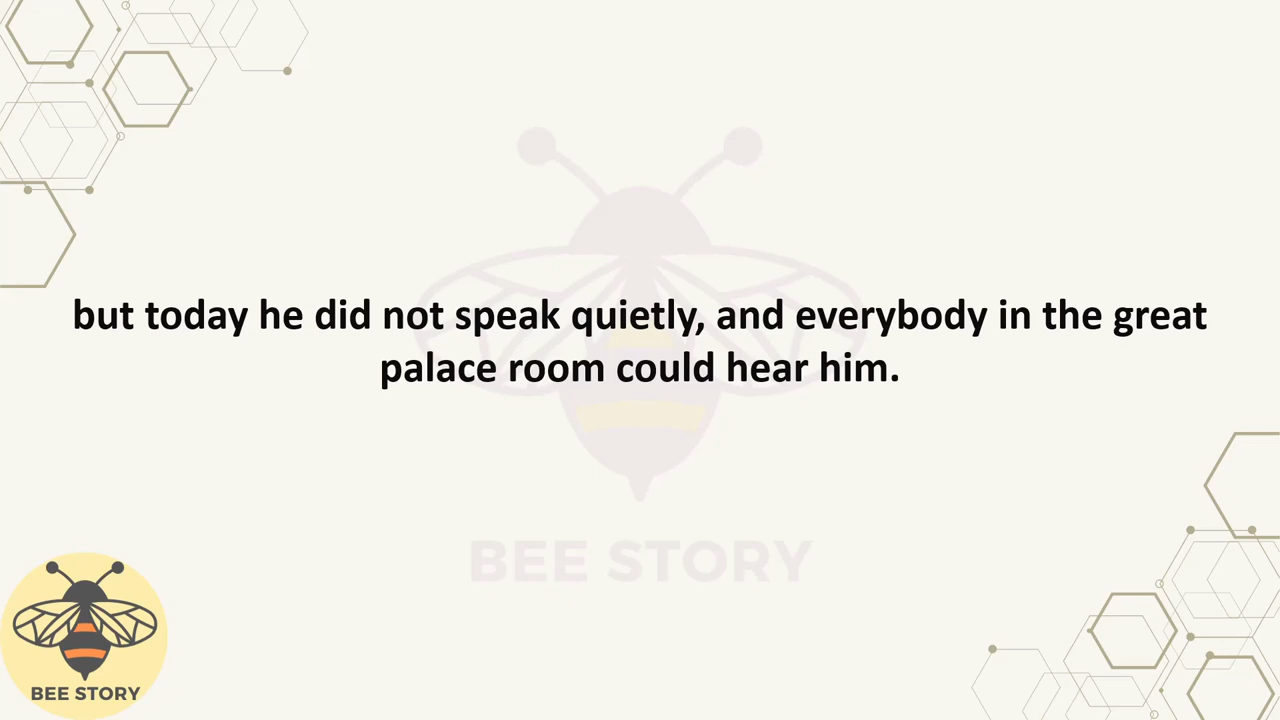 but today he did not speak quietly, and everybody in the great
palace room could hear him.
BEE STORY
BEE STORY